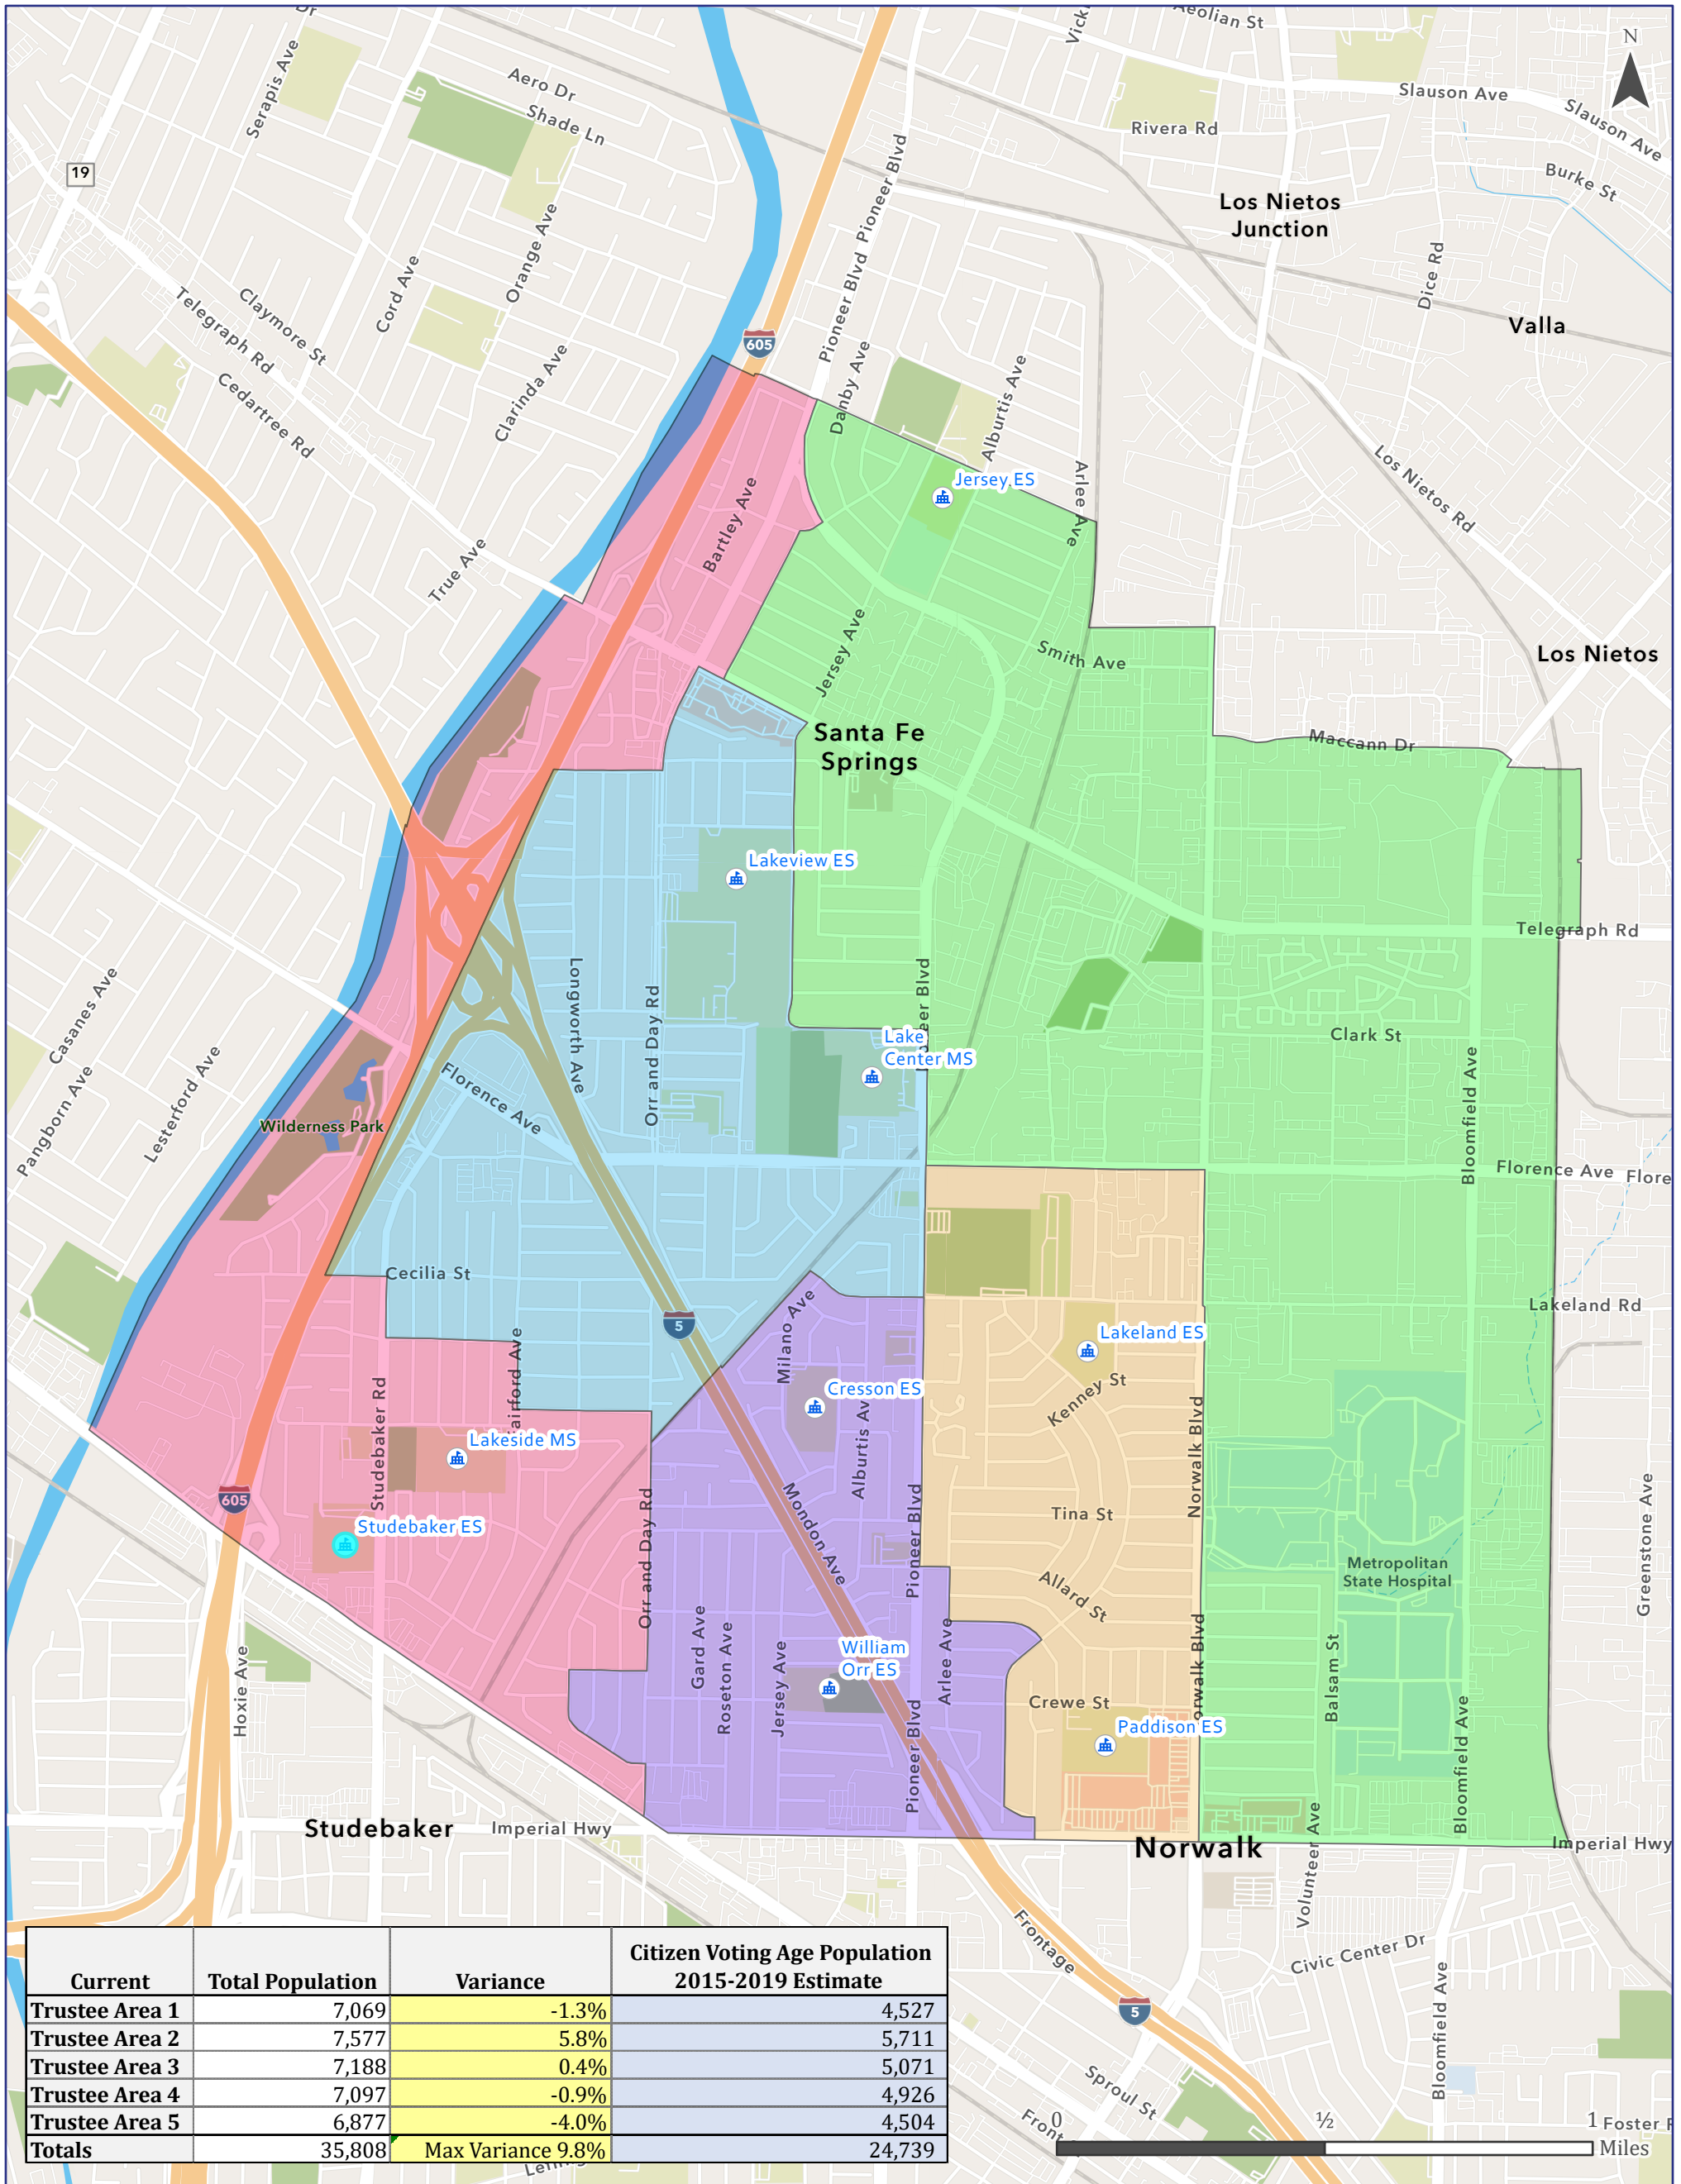 Dr
Aeolian St
N
Serapis Ave
Aero Dr
Shade Ln
Slauson Ave
Slauson Ave
Rivera Rd
Burke St
19
Pioneer Blvd
Pioneer Blvd
Los Nietos
Junction
Orange Ave
Cord Ave
Dice Rd
Claymore St
Telegraph Rd
Valla
605
Cedartree Rd
Clarinda Ave
Danby Ave
Alburtis Ave
Arlee Ave
Jersey ES
Los Nietos Rd
Bartley Ave
True Ave
Jersey Ave
Smith Ave
Los Nietos
Santa Fe
Springs
Maccann Dr
Lakeview ES
Telegraph Rd
Casanes Ave
Longworth Ave
Orr and Day Rd
Lake
Center MS
Clark St
Pangborn Ave
Lesterford Ave
Florence Ave
Wilderness Park
Bloomfield Ave
Florence Ave
Cecilia St
Lakeland Rd
5
Milano Ave
Lakeland ES
Cresson ES
Kenney St
Studebaker Rd
Lakeside MS
Norwalk Blvd
605
Studebaker ES
Mondon Ave
Pioneer Blvd
Tina St
Orr and Day Rd
Greenstone Ave
Metropolitan
State Hospital
Allard St
Hoxie Ave
Gard Ave
Roseton Ave
Jersey Ave
William
Orr ES
Arlee Ave
Balsam St
Crewe St
Paddison ES
Pioneer Blvd
Bloomfield Ave
Studebaker
Imperial Hwy
Norwalk
Volunteer Ave
Imperial Hwy
Frontage
Civic Center Dr
5
Bloomfield Ave
Sproul St
Current Total Population Variance Citizen Voting Age Population
2015-2019 Estimate
Trustee Area 1 7,069 -1.3% 4,527
Trustee Area 2 7,577 5.8% 5,711
Trustee Area 3 7,188 0.4% 5,071
Trustee Area 4 7,097 -0.9% 4,926
Trustee Area 5 6,877 -4.0% 4,504
Totals 35,808 Max Variance 9.8% 24,739
0 ½ 1
Miles